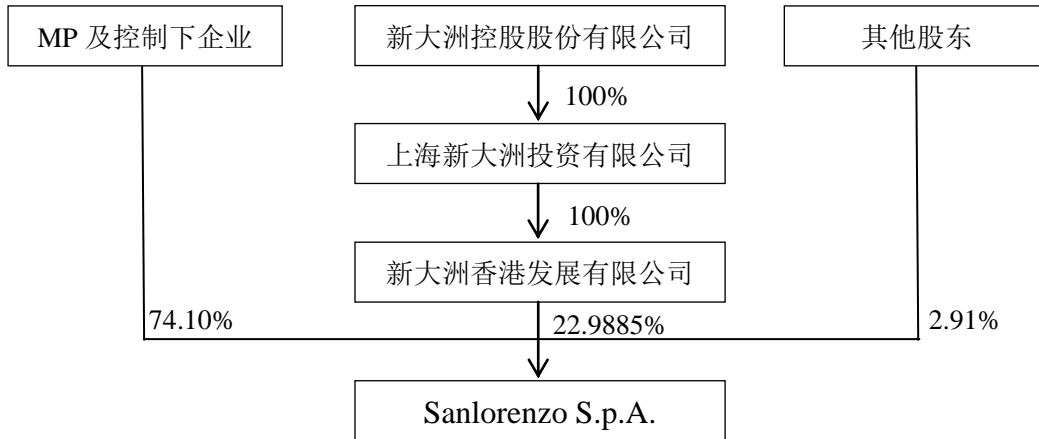 MP 及控制下企业
新大洲控股股份有限公司
其他股东
100%
上海新大洲投资有限公司
100%
新大洲香港发展有限公司
74.10%
22.9885%
2.91%
Sanlorenzo S.p.A.